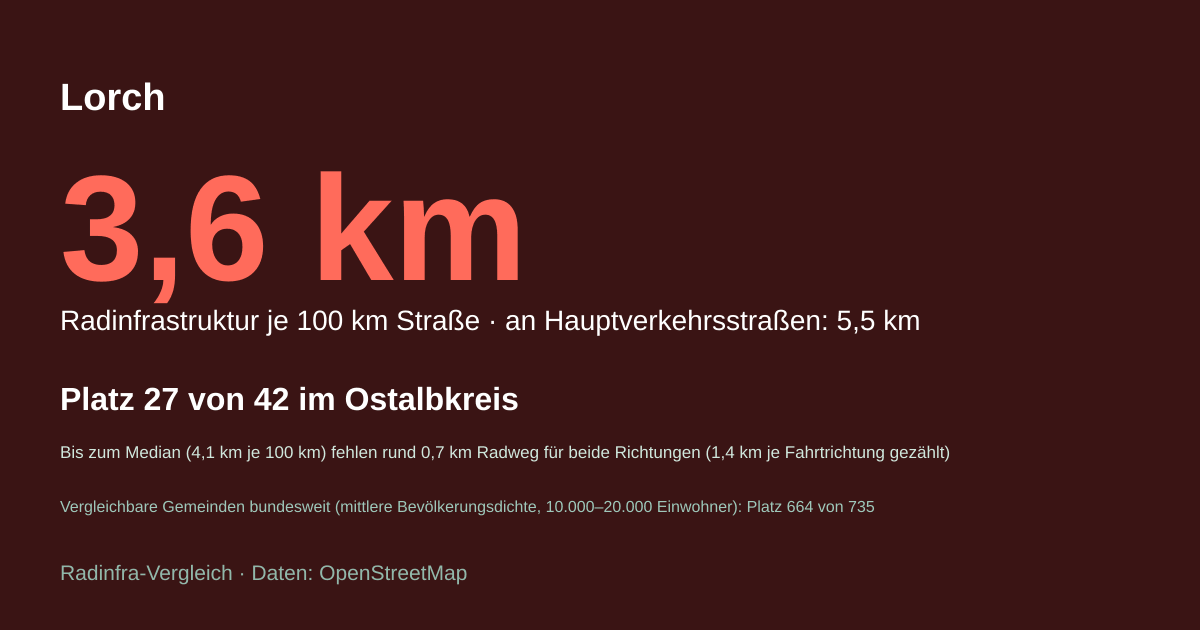 Lorch
3,6 km
Radinfrastruktur je 100 km Straße · an Hauptverkehrsstraßen: 5,5 km
Platz 27 von 42 im Ostalbkreis
Bis zum Median (4,1 km je 100 km) fehlen rund 0,7 km Radweg für beide Richtungen (1,4 km je Fahrtrichtung gezählt)
Vergleichbare Gemeinden bundesweit (mittlere Bevölkerungsdichte, 10.000–20.000 Einwohner): Platz 664 von 735
Radinfra-Vergleich · Daten: OpenStreetMap